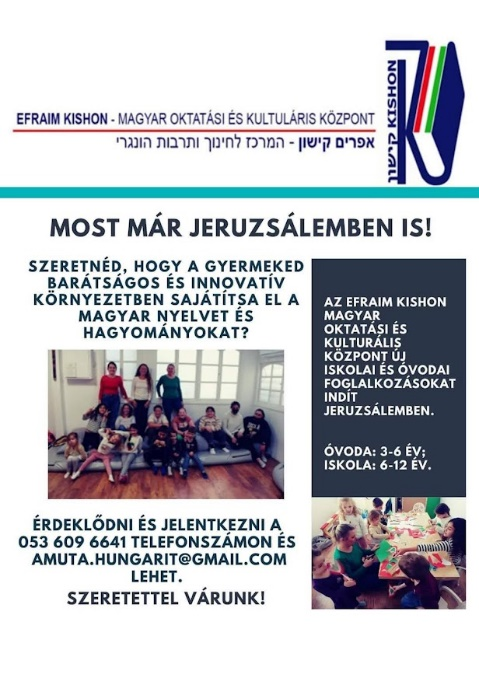 EFRAIM KISHON - MAGYAR OKTATÁSI ÉS KULTULÁRIS KÖZPONT
אפרים קישון - המרכז לחינוך ותרבות הונגרי
קישון KISHON
MOST MÁR JERUZSÁLEMBEN IS!
SZERETNÉD, HOGY A GYERMEKED
BARÁTSÁGOS ÉS INNOVATÍV
KÖRNYEZETBEN SAJÁTÍTSA EL A
MAGYAR NYELVET ÉS
HAGYOMÁNYOKAT?
AZ EFRAIM KISHON
MAGYAR
OKTATÁSI ÉS
KULTURÁLIS
KÖZPONT ÚJ
ISKOLAI ÉS ÓVODAI
FOGLALKOZÁSOKAT
INDÍT
JERUZSÁLEMBEN.
ÓVODA: 3-6 ÉV;
ISKOLA: 6-12 ÉV.
ÉRDEKLŐDNI ÉS JELENTKEZNI A
053 609 6641 TELEFONSZÁMON ÉS
AMUTA.HUNGARIT@GMAIL.COM
LEHET.
SZERETETTEL VÁRUNK!